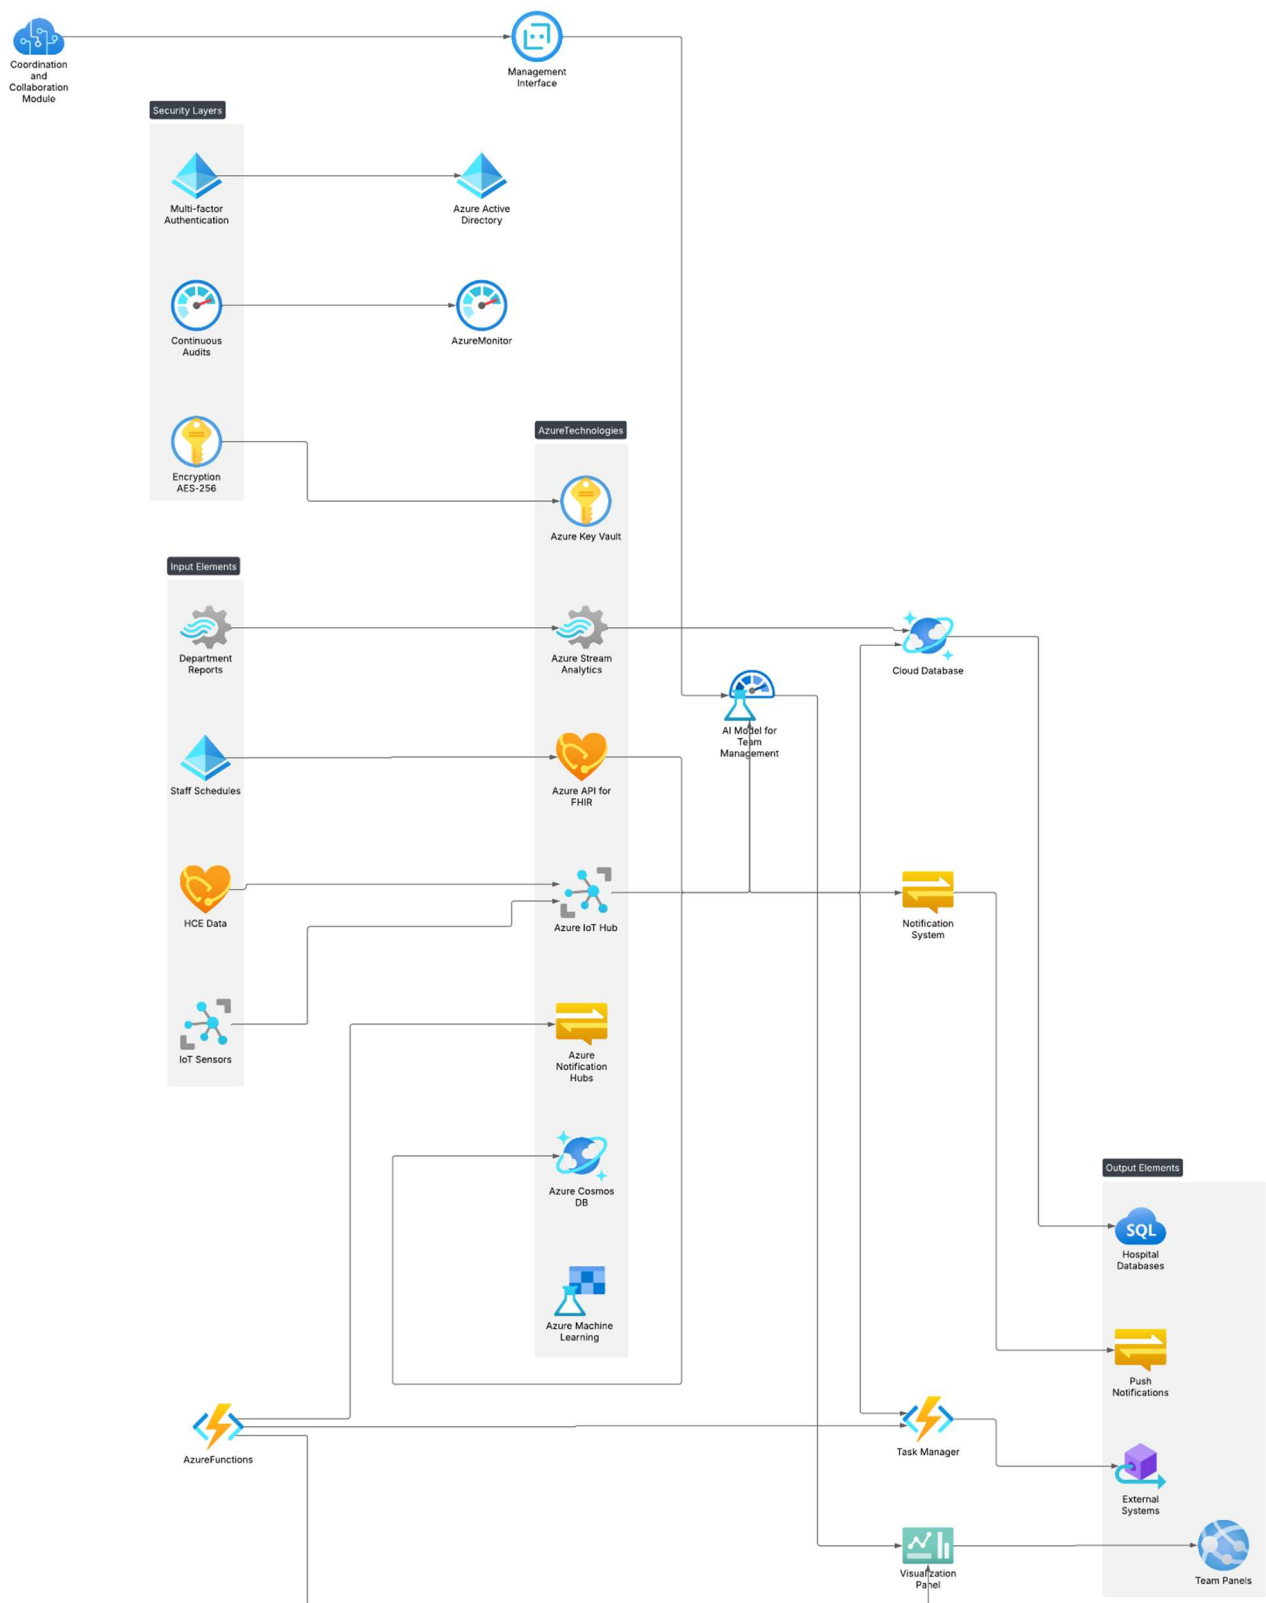 Coordination
and
Collaboration
Module
Management
Interface
Security Layers
Multi-factor
Authentication
Azure Active
Directory
Continuous
Audits
AzureMonitor
Encryption
AES-256
AzureTechnologies
Azure Key Vault
Input Elements
Department
Reports
Azure Stream
Analytics
Cloud Database
AI Model for
Team
Management
Staff Schedules
Azure API for
FHIR
HCE Data
Azure IoT Hub
Notification
System
IoT Sensors
Azure
Notification
Hubs
Azure Cosmos
DB
Output Elements
SQL
Hospital
Databases
Azure Machine
Learning
Push
Notifications
AzureFunctions
Task Manager
External
Systems
Visualization
Panel
Team Panels